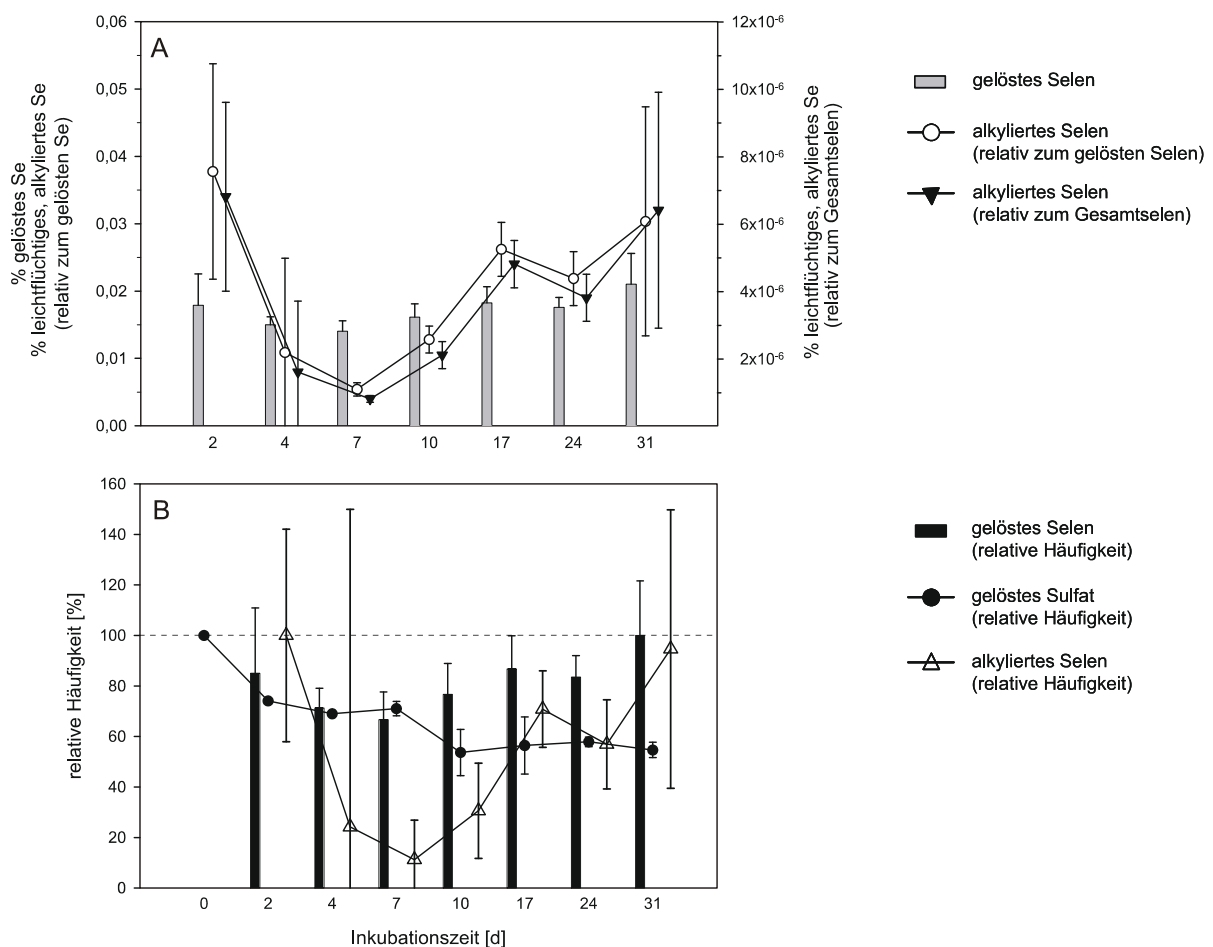 A
% gelöstes Se
% leichtflüchtiges, alkyliertes Se
(relativ zum gelösten Se)
0,06
0,05
0,04
0,03
0,02
0,01
0,00
12x10-6
10x10-6
8x10-6
6x10-6
4x10-6
2x10-6
% leichtflüchtiges, alkyliertes Se
(relativ zum Gesamtselen)
2 4 7 10 17 24 31
gelöstes Selen
alkyliertes Selen
(relativ zum gelösten Selen)
alkyliertes Selen
(relativ zum Gesamtselen)
B
relative Häufigkeit [%]
160
140
120
100
80
60
40
20
0
0 2 4 7 10 17 24 31
Inkubationszeit [d]
gelöstes Selen
(relative Häufigkeit)
gelöstes Sulfat
(relative Häufigkeit)
alkyliertes Selen
(relative Häufigkeit)